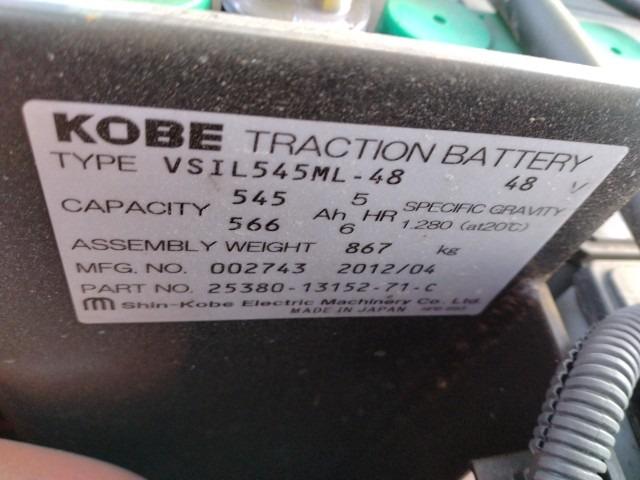 KOBE TRACTION BATTERY
TYPE VSIL545ML-48 48 V
CAPACITY 545 566 Ah 5 6 HR SPECIFIC GRAVITY 1.280 (at20℃)
ASSEMBLY WEIGHT 867 kg
MFG. NO. 002743 2012/04
PART NO. 25380-13152-71-C
Shin-Kobe Electric Machinery Co. Ltd.
MADE IN JAPAN